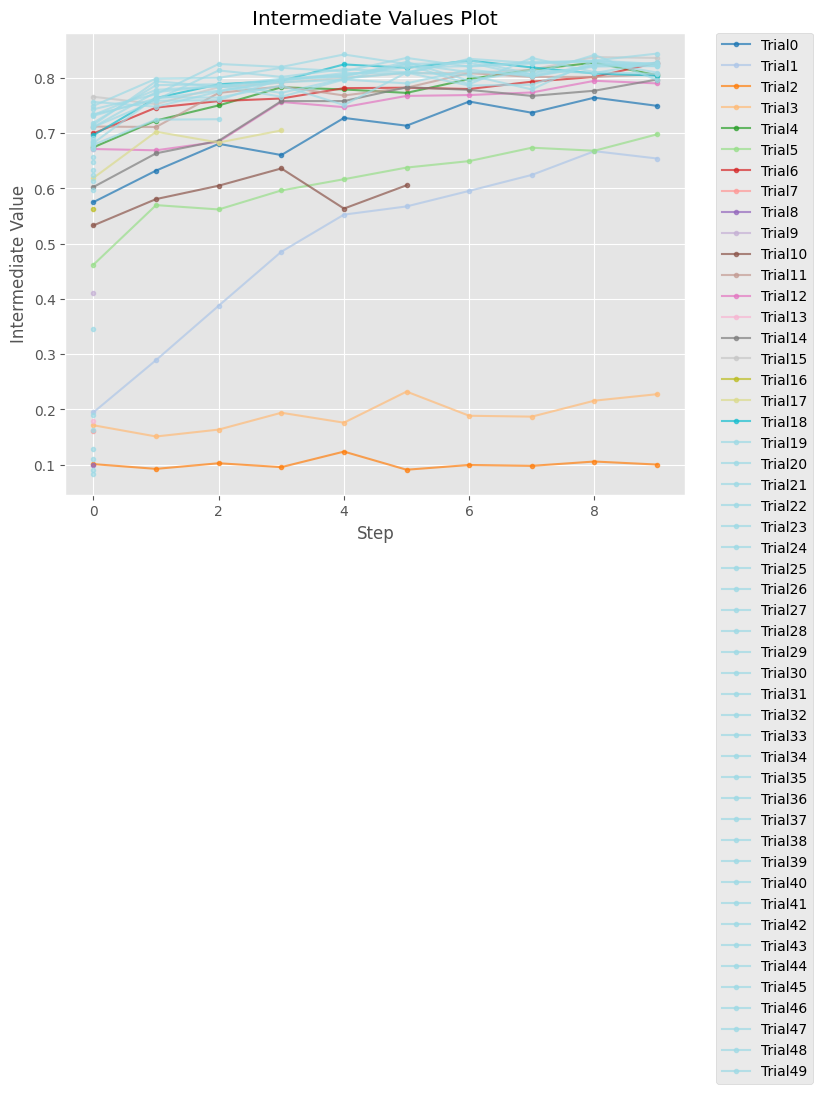 Intermediate Values Plot
Intermediate Value
0.8
0.7
0.6
0.5
0.4
0.3
0.2
0.1
0
2
4
6
8
Step
Trial0
Trial1
Trial2
Trial3
Trial4
Trial5
Trial6
Trial7
Trial8
Trial9
Trial10
Trial11
Trial12
Trial13
Trial14
Trial15
Trial16
Trial17
Trial18
Trial19
Trial20
Trial21
Trial22
Trial23
Trial24
Trial25
Trial26
Trial27
Trial28
Trial29
Trial30
Trial31
Trial32
Trial33
Trial34
Trial35
Trial36
Trial37
Trial38
Trial39
Trial40
Trial41
Trial42
Trial43
Trial44
Trial45
Trial46
Trial47
Trial48
Trial49